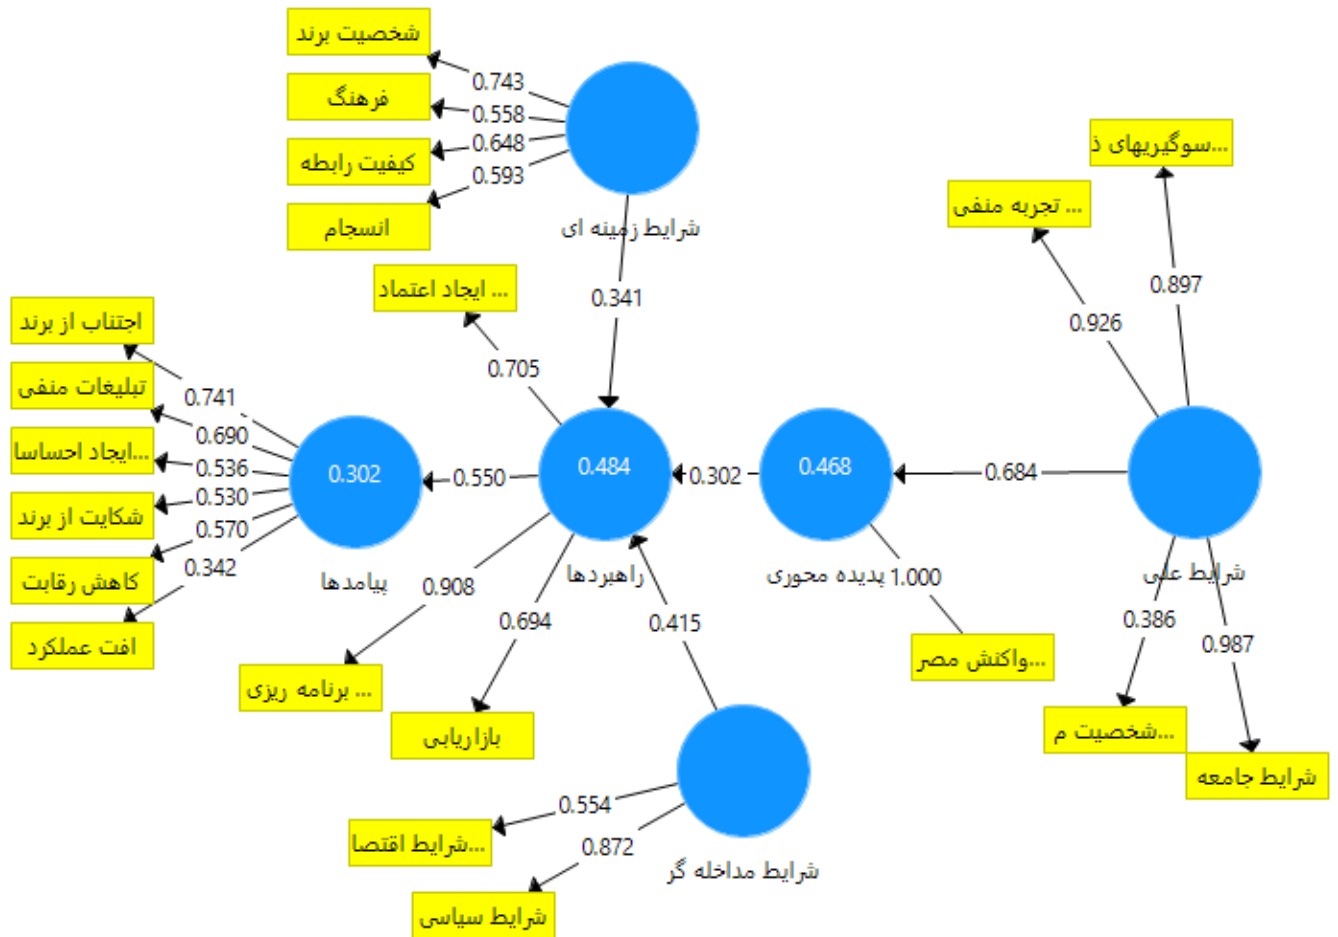 شخصیت برند
0.743
فرهنگ
0.558
کیفیت رابطه
0.648
0.593
انسجام
شرایط زمینه ای
0.341
سوگیریهای ذ...
تجربه منفی ...
0.897
0.926
ایجاد اعتماد ...
0.705
اجتناب از برند
0.741
تبلیغات منفی
0.690
ایجاد احساسا...
0.536
0.530
شکایت از برند
0.570
کاهش رقابت
0.342
افت عملکرد
0.302
پیامدها
0.550
0.484
راهبردها
0.302
0.468
پدیده محوری
1.000
0.684
شرایط علی
0.908
0.694
0.415
0.386
0.987
واکنش مصر...
برنامه ریزی ...
بازاریابی
شخصیت م...
شرایط جامعه
0.554
شرایط اقتصا...
0.872
شرایط سیاسی
شرایط مداخله گر